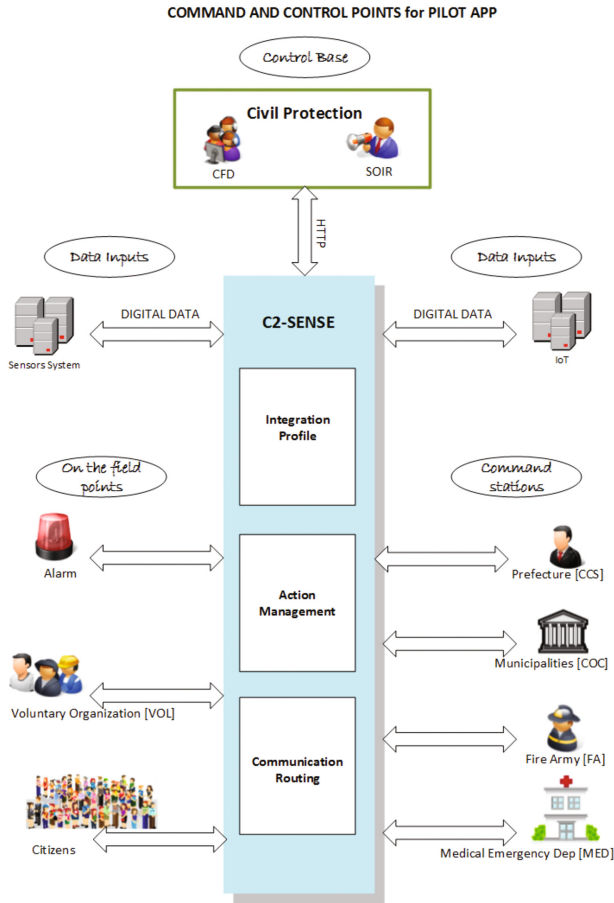 COMMAND AND CONTROL POINTS for PILOT APP
Control Base
Civil Protection
CFD
SOIR
HTTP
Data Inputs
Data Inputs
DIGITAL DATA
C2-SENSE
DIGITAL DATA
Sensors System
IoT
Integration
Profile
On the field
points
Command
stations
Alarm
Action
Management
Prefecture [CCS]
Municipalities [COC]
Voluntary Organization [VOL]
Communication
Routing
Fire Army [FA]
Citizens
Medical Emergency Dep [MED]